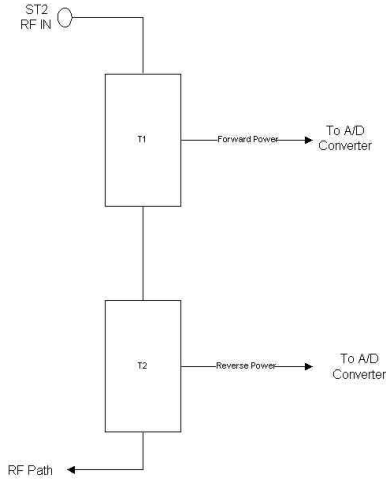 ST2
RF IN
T1
Forward Power
To A/D
Converter
T2
Reverse Power
To A/D
Converter
RF Path